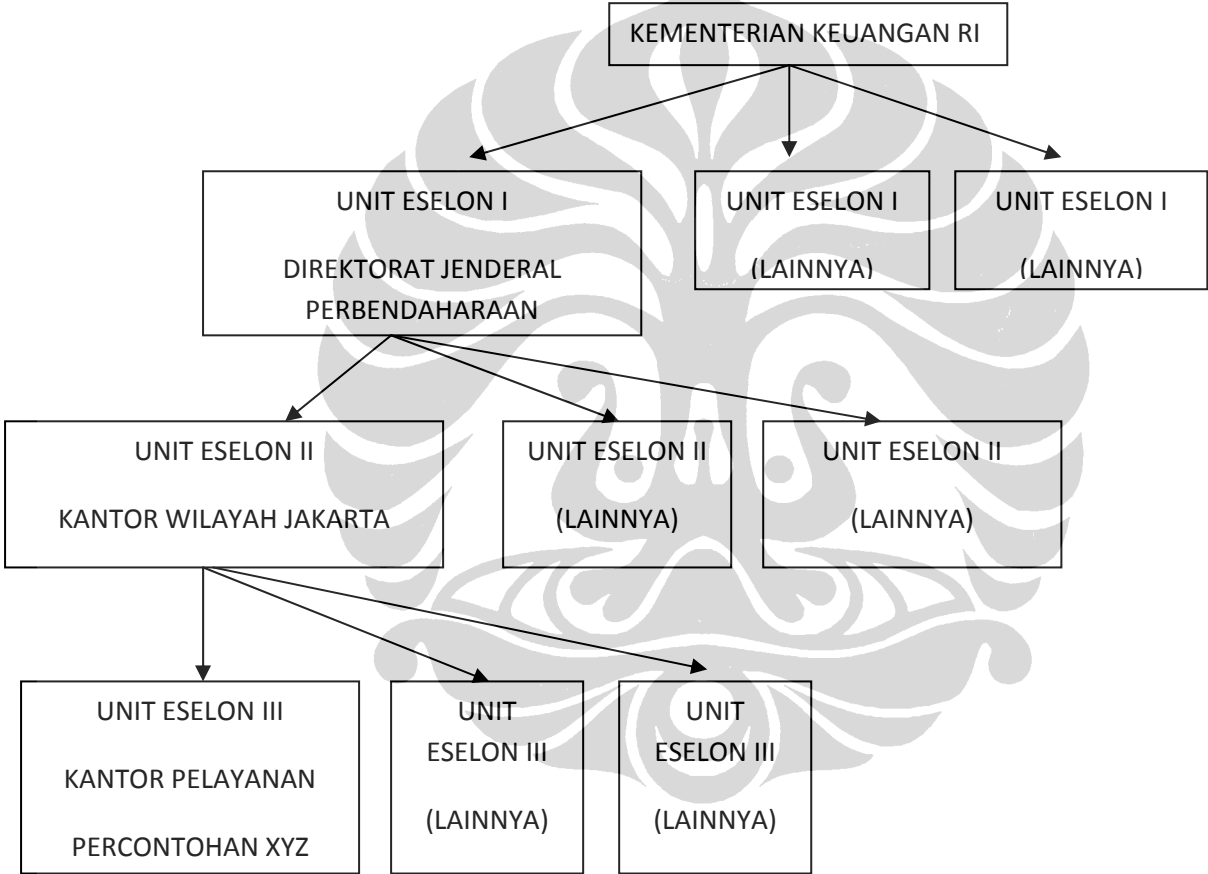 KEMENTERIAN KEUANGAN RI
UNIT ESELON I
DIREKTORAT JENDERAL
PERBENDAHARAAN
UNIT ESELON I
(LAINNYA)
UNIT ESELON I
(LAINNYA)
UNIT ESELON II
KANTOR WILAYAH JAKARTA
UNIT ESELON II
(LAINNYA)
UNIT ESELON II
(LAINNYA)
UNIT ESELON III
KANTOR PELAYANAN
PERCONTOHAN XYZ
UNIT
ESELON III
(LAINNYA)
UNIT
ESELON III
(LAINNYA)